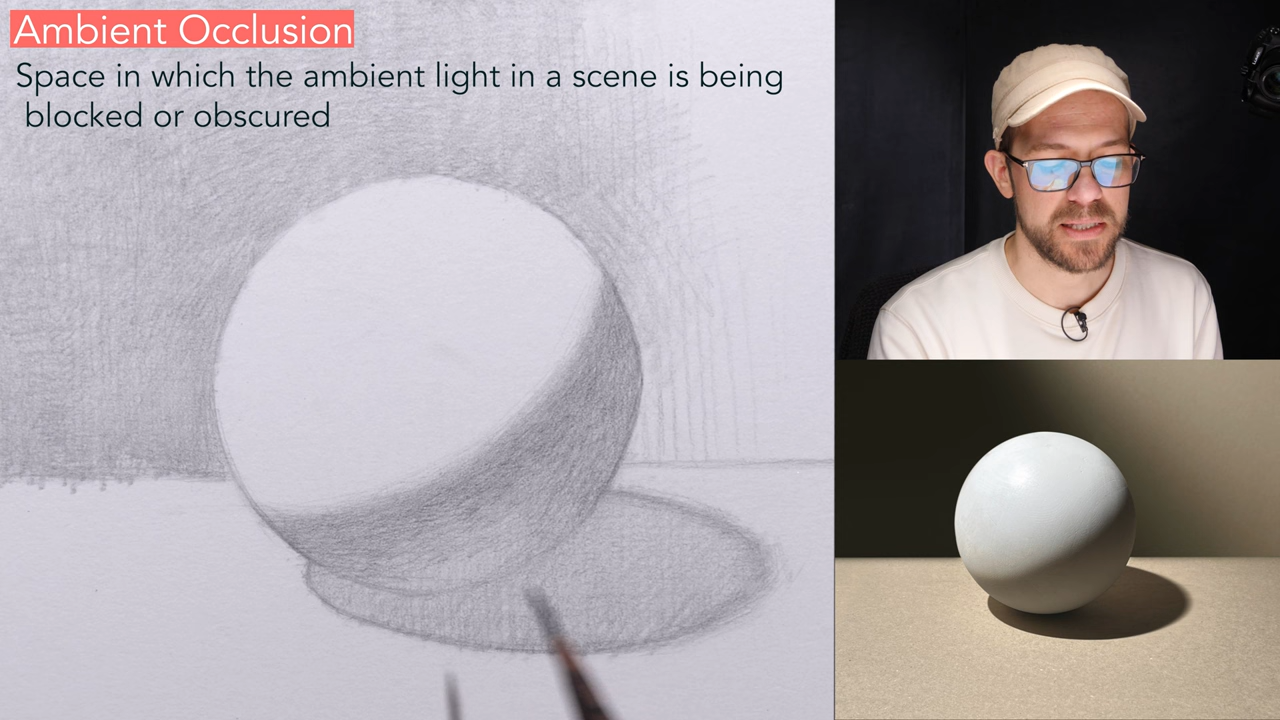 Ambient Occlusion
Space in which the ambient light in a scene is being
blocked or obscured